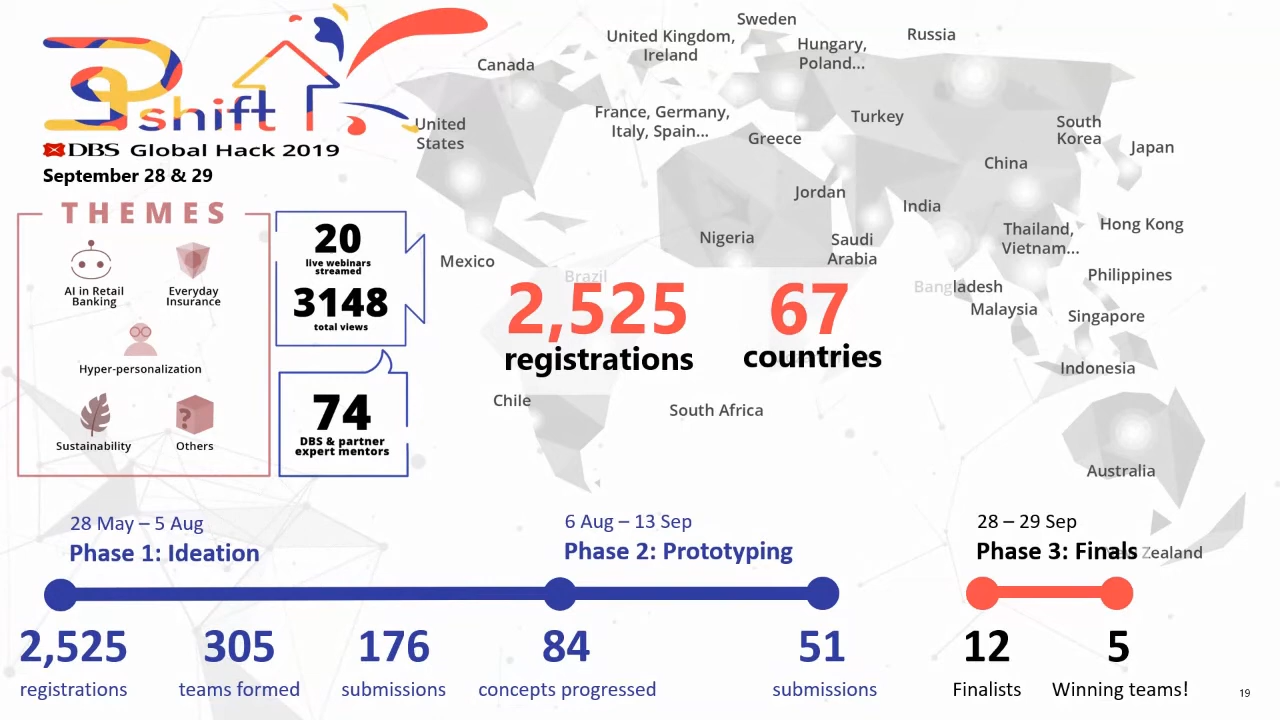 shift
DBS Global Hack 2019
September 28 & 29
THEMES
AI in Retail
Banking
Everyday
Insurance
Hyper-personalization
Sustainability
?
Others
20
live webinars
streamed
3148
total views
74
DBS & partner
expert mentors
Sweden
Russia
United Kingdom,
Ireland
Hungary,
Poland...
Canada
France, Germany,
Italy, Spain...
Turkey
United
States
Greece
South
Korea
Japan
China
Jordan
India
Nigeria
Saudi
Arabia
Thailand,
Vietnam...
Hong Kong
Mexico
Brazil
Philippines
Bangladesh
Malaysia
Singapore
2,525
registrations
67
countries
Indonesia
Chile
South Africa
Australia
Zealand
28 May – 5 Aug
Phase 1: Ideation
6 Aug – 13 Sep
Phase 2: Prototyping
28 – 29 Sep
Phase 3: Finals
2,525
registrations
305
teams formed
176
submissions
84
concepts progressed
51
submissions
12
Finalists
5
Winning teams!
19